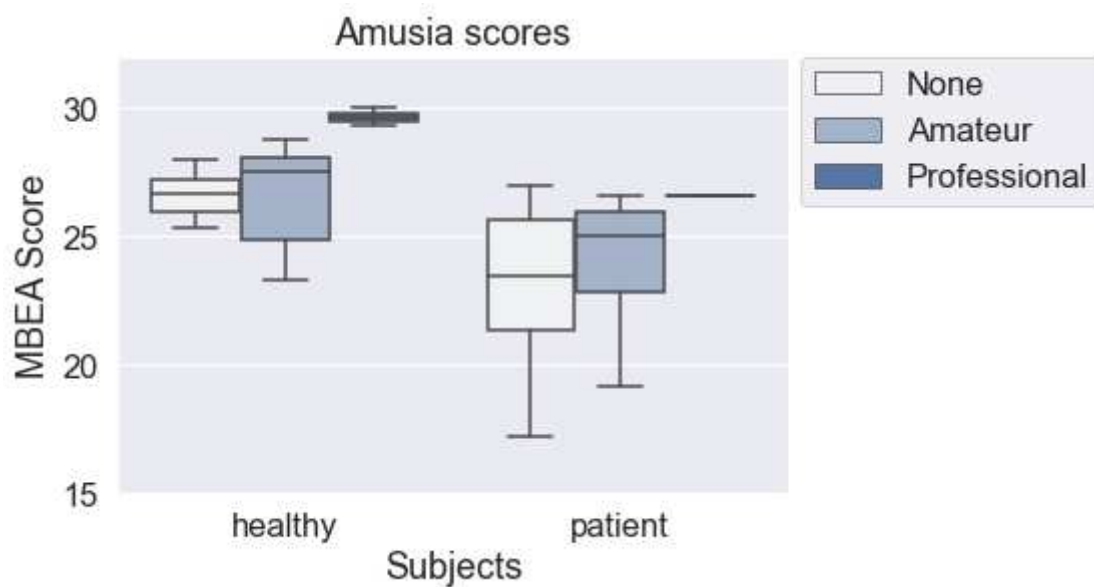 Amusia scores
None
Amateur
Professional
MBEA Score
30
25
20
15
healthy patient
Subjects